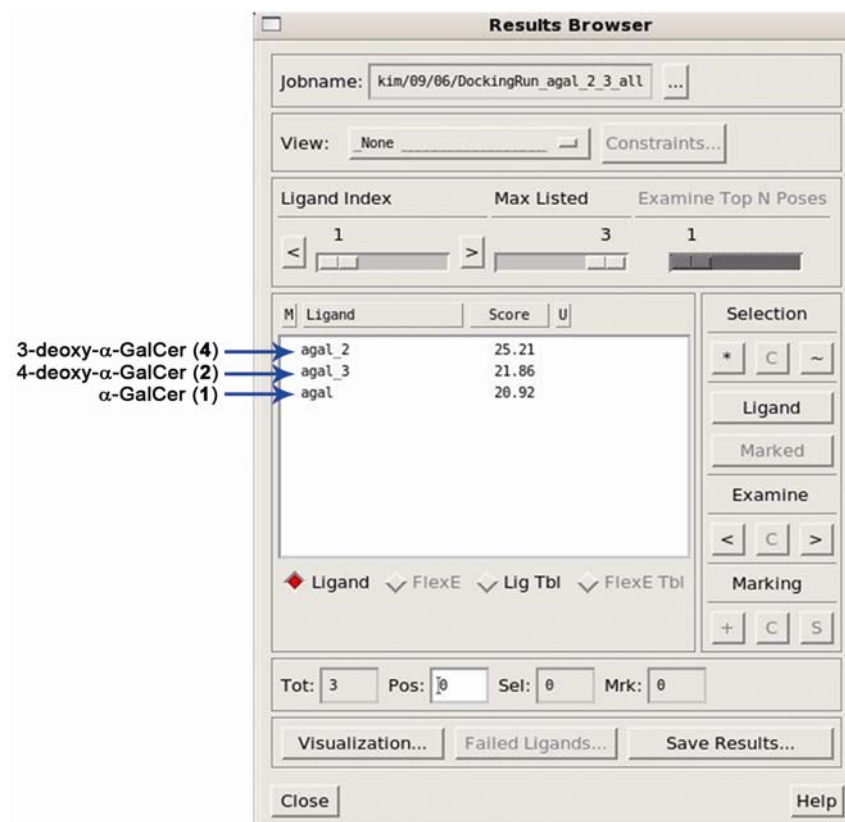 Results Browser
Jobname: kim/09/06/DockingRun_agal_2_3_all ...
View: _None _________________ Constraints...
Ligand Index Max Listed Examine Top N Poses
1 3 1
< >
M Ligand Score U Selection
3-deoxy-α-GalCer (4) agal_2 25.21
4-deoxy-α-GalCer (2) agal_3 21.86
α-GalCer (1) agal 20.92
* C ~
Ligand
Marked
Examine
< C >
Ligand FlexE Lig Tbl FlexE Tbl Marking
+ C S
Tot: 3 Pos: 0 Sel: 0 Mrk: 0
Visualization... Failed Ligands... Save Results...
Close Help